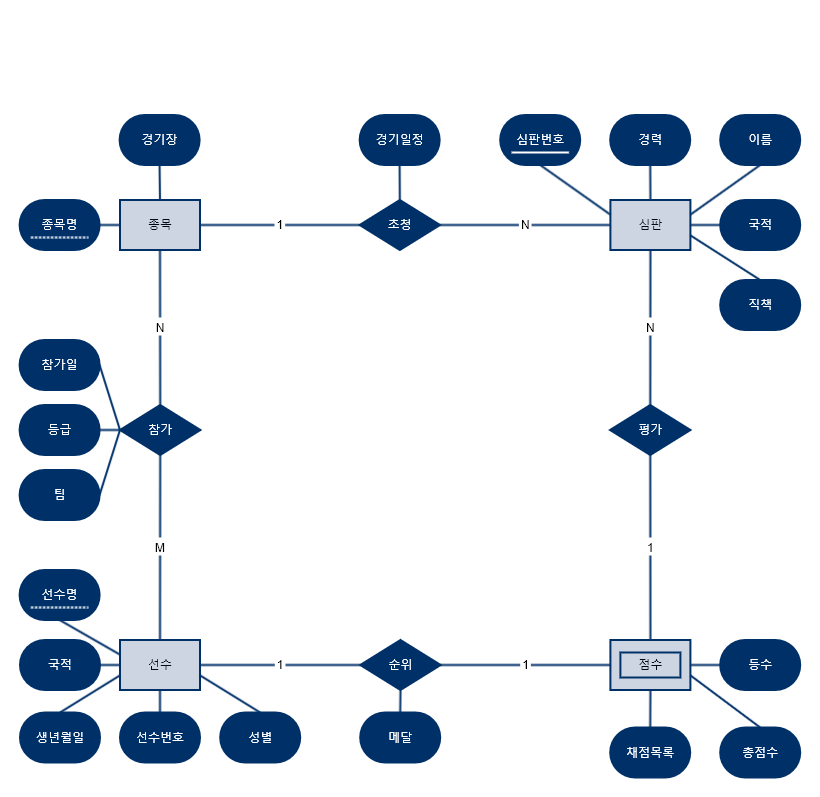 경기장
경기일정
심판번호
경력
이름
종목명
종목
1
초청
N
심판
국적
직책
N
N
참가일
등급
참가
평가
팀
M
1
선수명
국적
선수
1
순위
1
점수
등수
생년월일
선수번호
성별
메달
채점목록
총점수